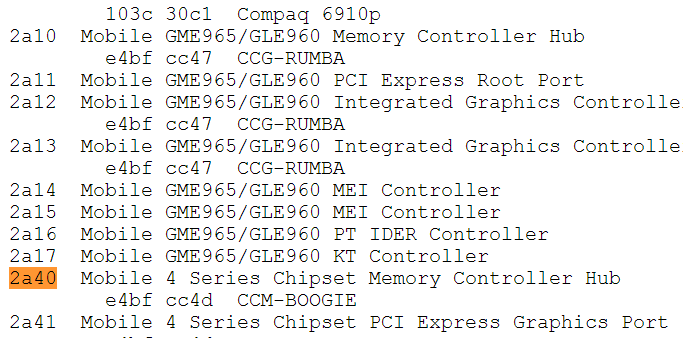 103c 30c1  Compaq 6910p
2a10  Mobile GME965/GLE960 Memory Controller Hub
e4bf cc47  CCG-RUMBA
2a11  Mobile GME965/GLE960 PCI Express Root Port
2a12  Mobile GME965/GLE960 Integrated Graphics Controlle
e4bf cc47  CCG-RUMBA
2a13  Mobile GME965/GLE960 Integrated Graphics Controlle
e4bf cc47  CCG-RUMBA
2a14  Mobile GME965/GLE960 MEI Controller
2a15  Mobile GME965/GLE960 MEI Controller
2a16  Mobile GME965/GLE960 PT IDER Controller
2a17  Mobile GME965/GLE960 KT Controller
2a40  Mobile 4 Series Chipset Memory Controller Hub
e4bf cc4d  CCM-BOOGIE
2a41  Mobile 4 Series Chipset PCI Express Graphics Port